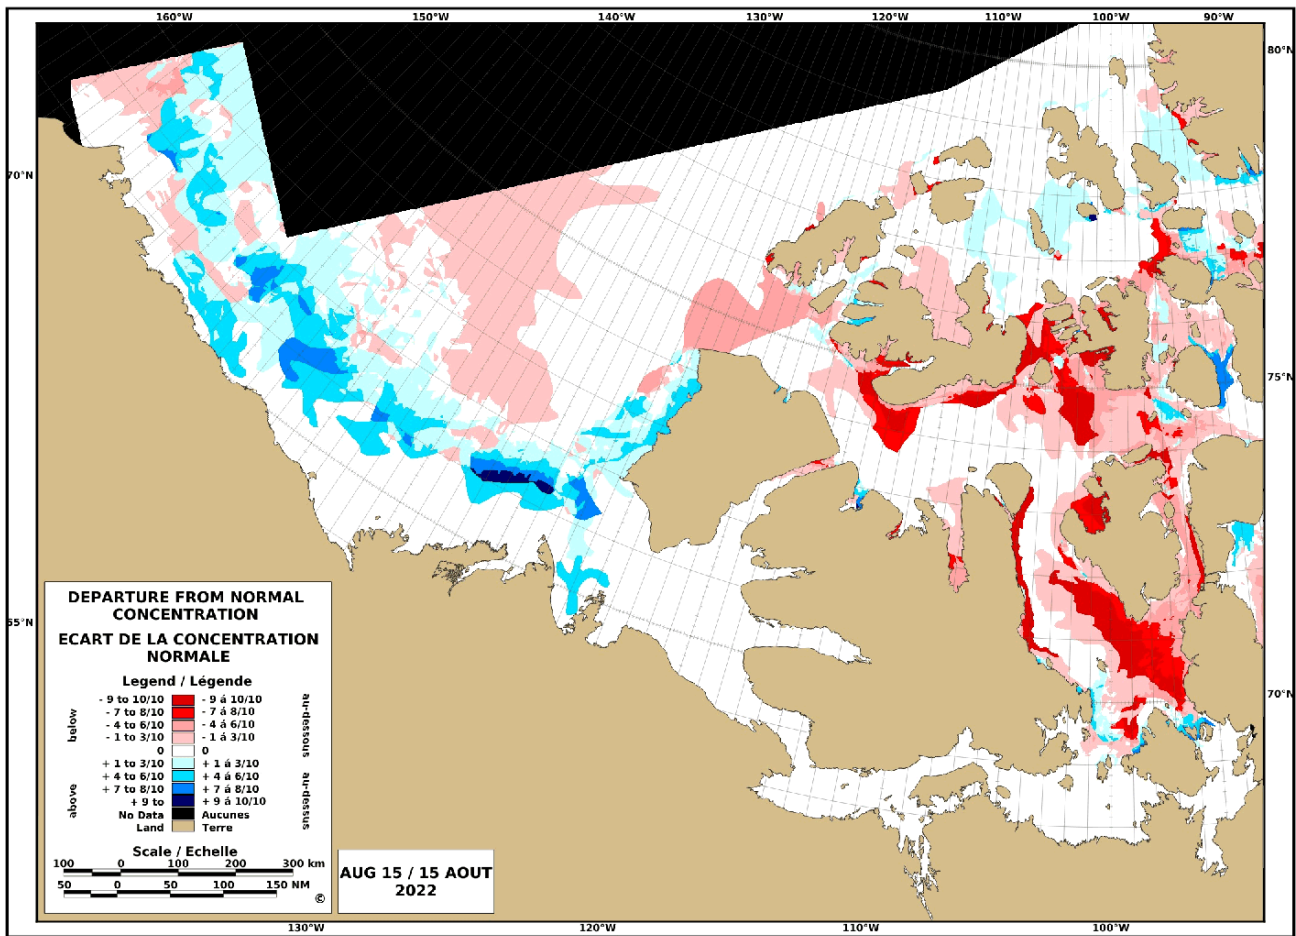 160°W 150°W 140°W 130°W 120°W 110°W 100°W 90°W
80°N
70°N
75°N
65°N
70°N
DEPARTURE FROM NORMAL
CONCENTRATION
ECART DE LA CONCENTRATION
NORMALE
Legend / Légende
below
au-dessous
- 9 to 10/10 - 9 á 10/10
- 7 to 8/10 - 7 á 8/10
- 4 to 6/10 - 4 á 6/10
- 1 to 3/10 - 1 á 3/10
0 0
above
au-dessus
+ 1 to 3/10 + 1 á 3/10
+ 4 to 6/10 + 4 á 6/10
+ 7 to 8/10 + 7 á 8/10
+ 9 to + 9 á 10/10
No Data Aucunes
Land Terre
Scale / Echelle
100 0 100 200 300 km
50 0 50 100 150 NM
©
AUG 15 / 15 AOUT
2022
130°W 120°W 110°W 100°W